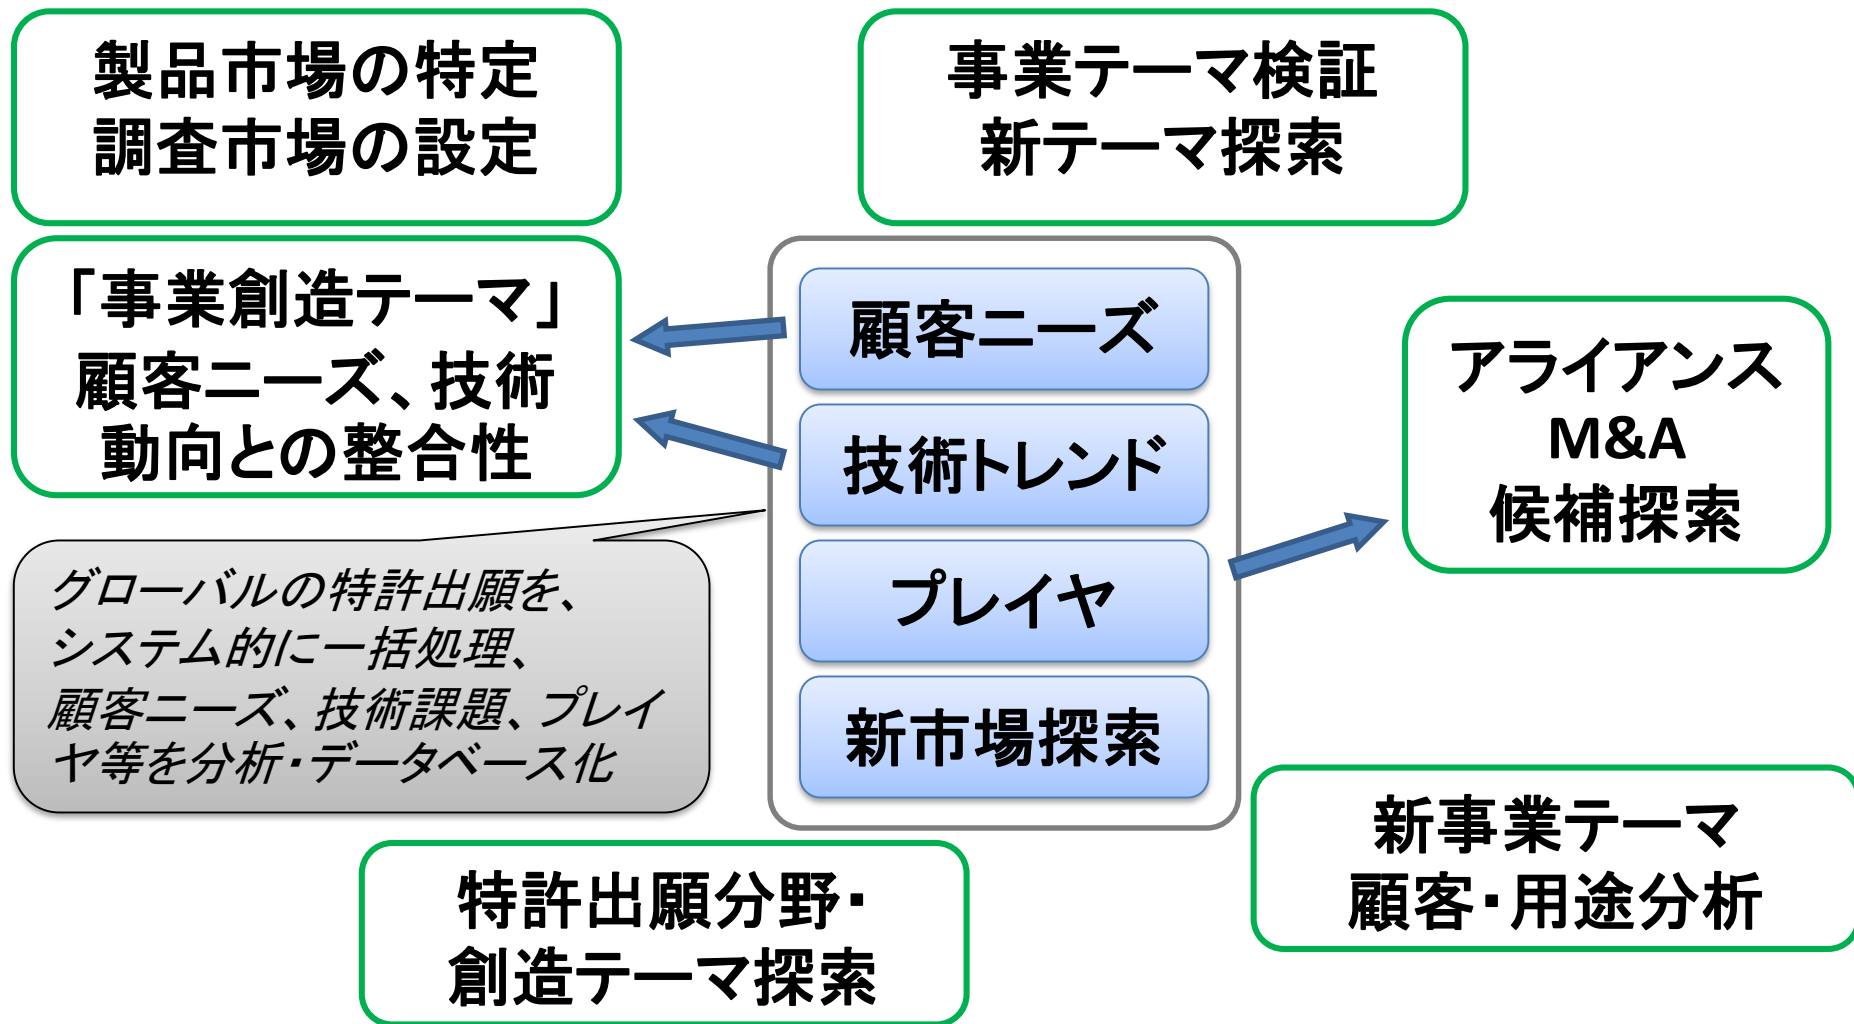 製品市場の特定
調査市場の設定
事業テーマ検証
新テーマ探索
「事業創造テーマ」
顧客ニーズ、技術
動向との整合性
顧客ニーズ
技術トレンド
プレイヤ
新市場探索
アライアンス
M&A
候補探索
グローバルの特許出願を、
システム的に一括処理、
顧客ニーズ、技術課題、プレイ
ヤ等を分析・データベース化
新事業テーマ
顧客・用途分析
特許出願分野・
創造テーマ探索